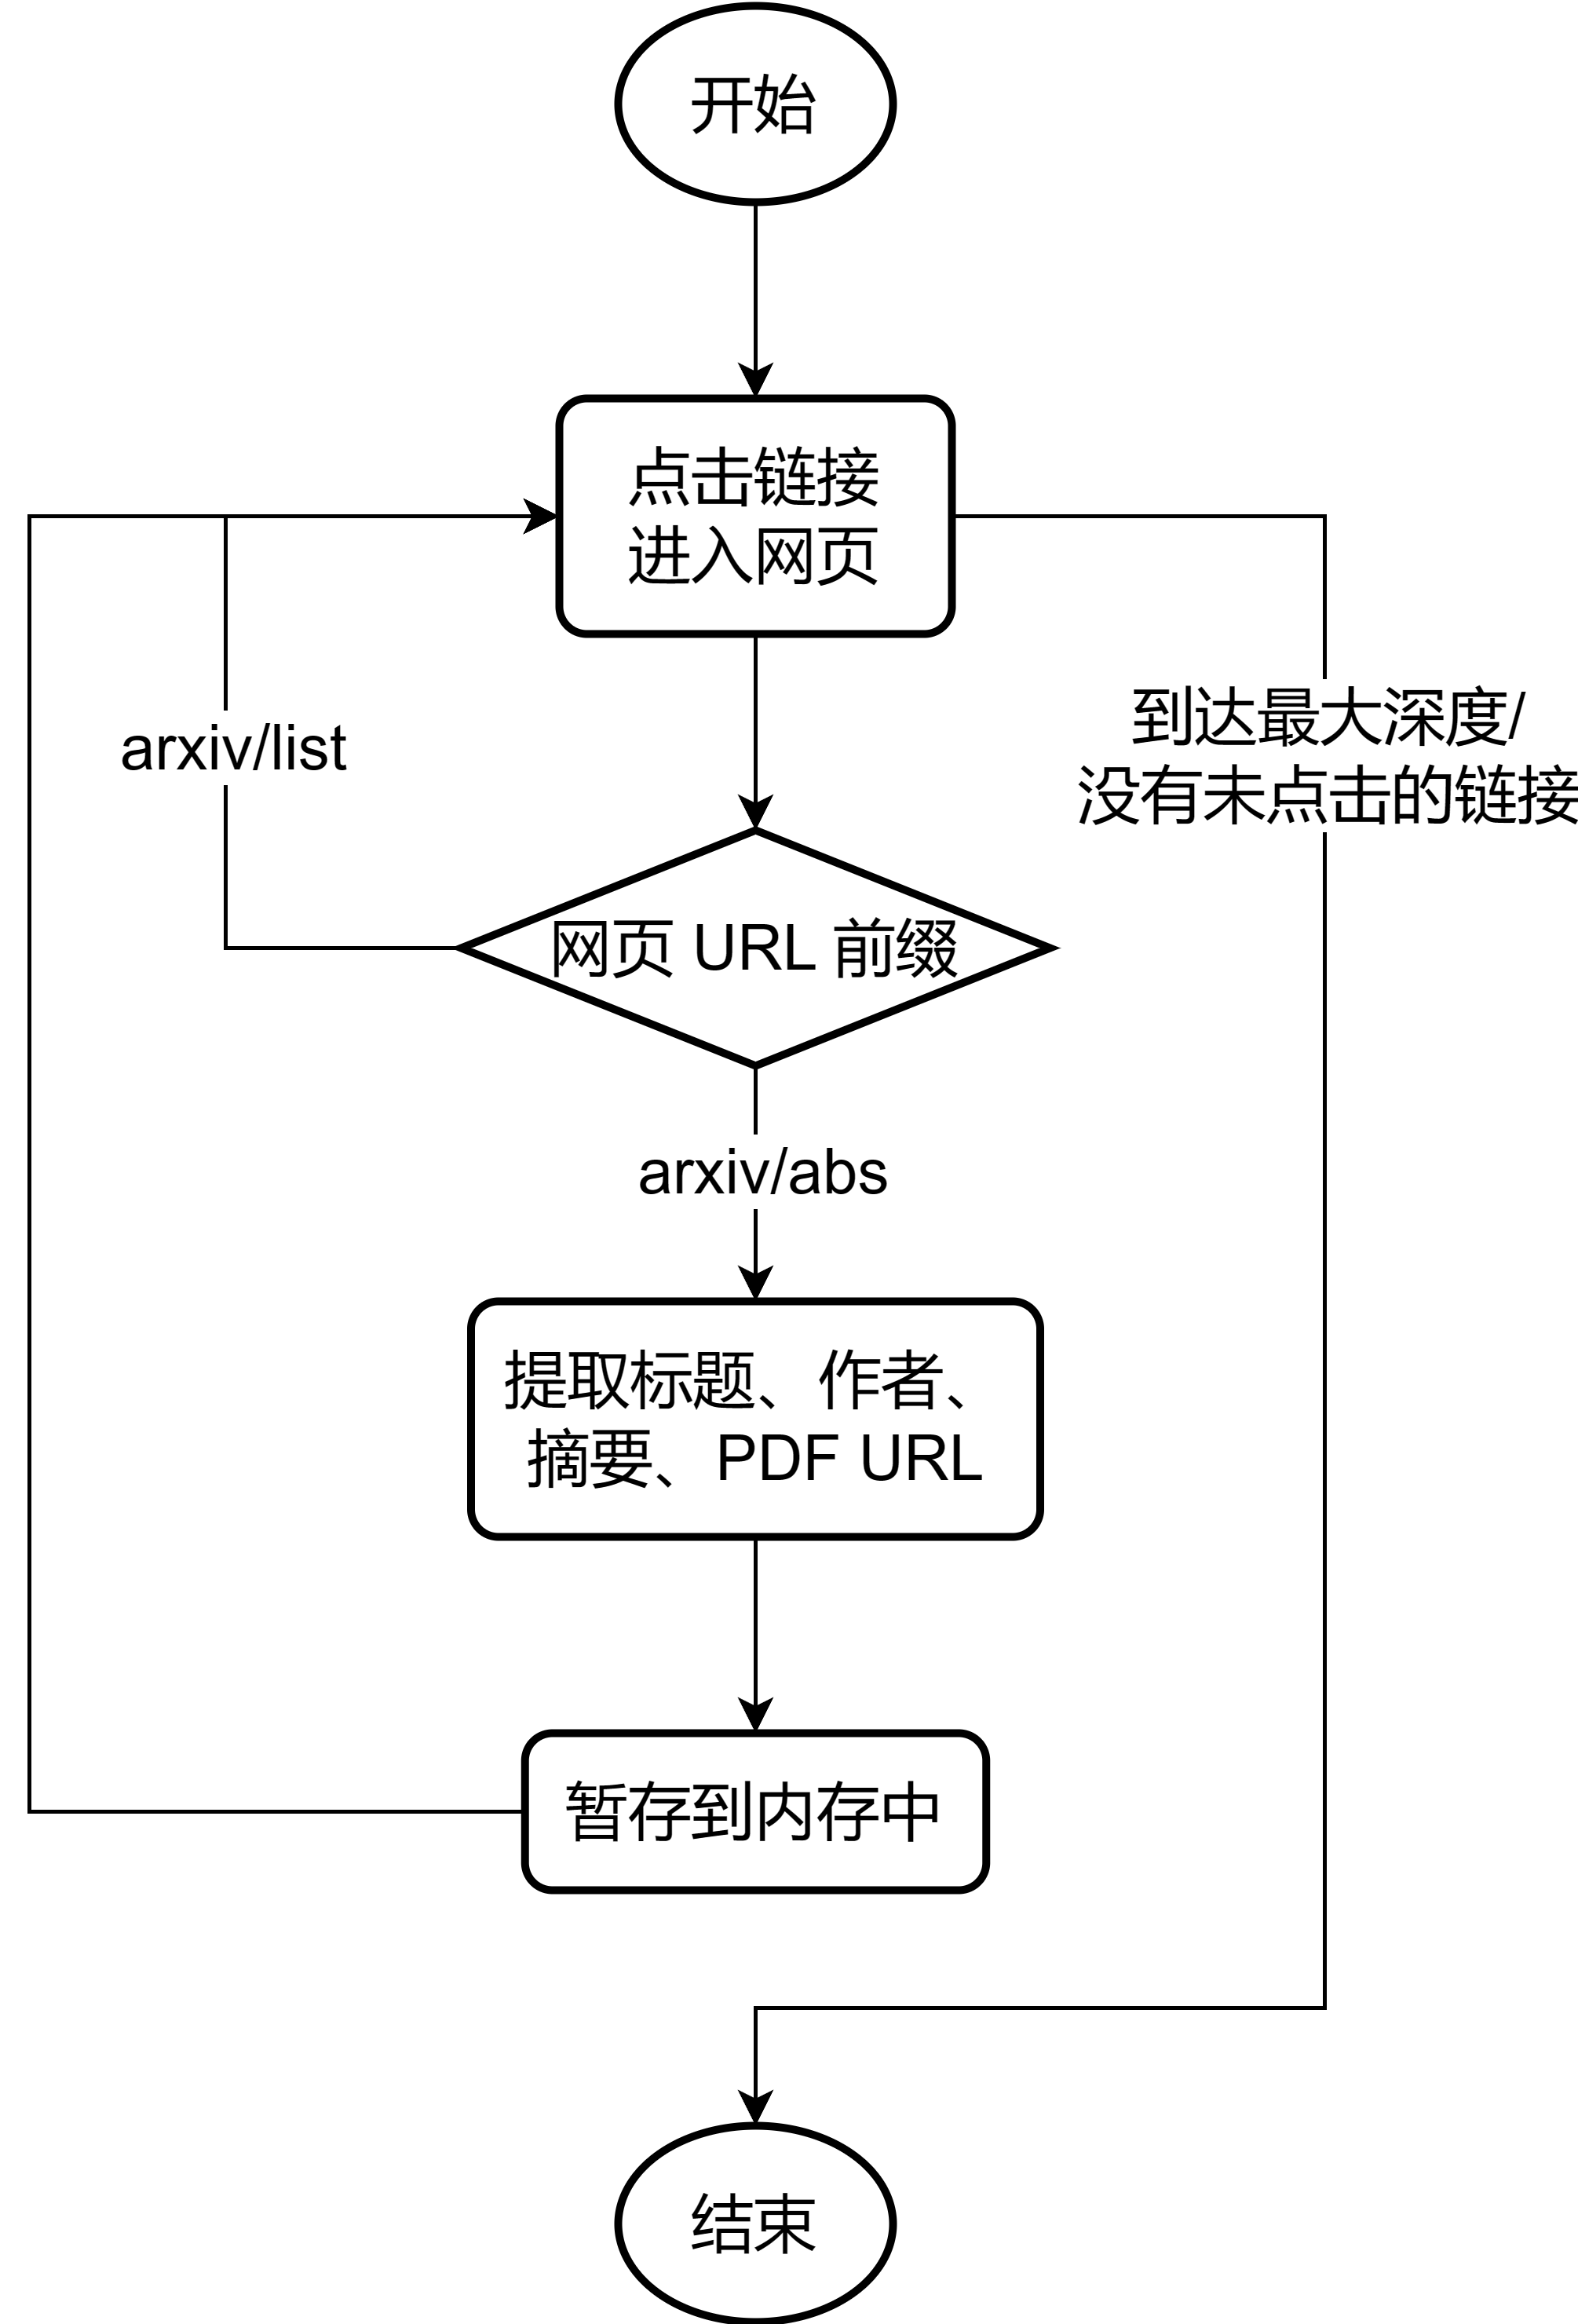 开始
点击链接
进入网页
arxiv/list
到达最大深度/
没有未点击的链接
网页 URL 前缀
arxiv/abs
提取标题、作者、
摘要、PDF URL
暂存到内存中
结束